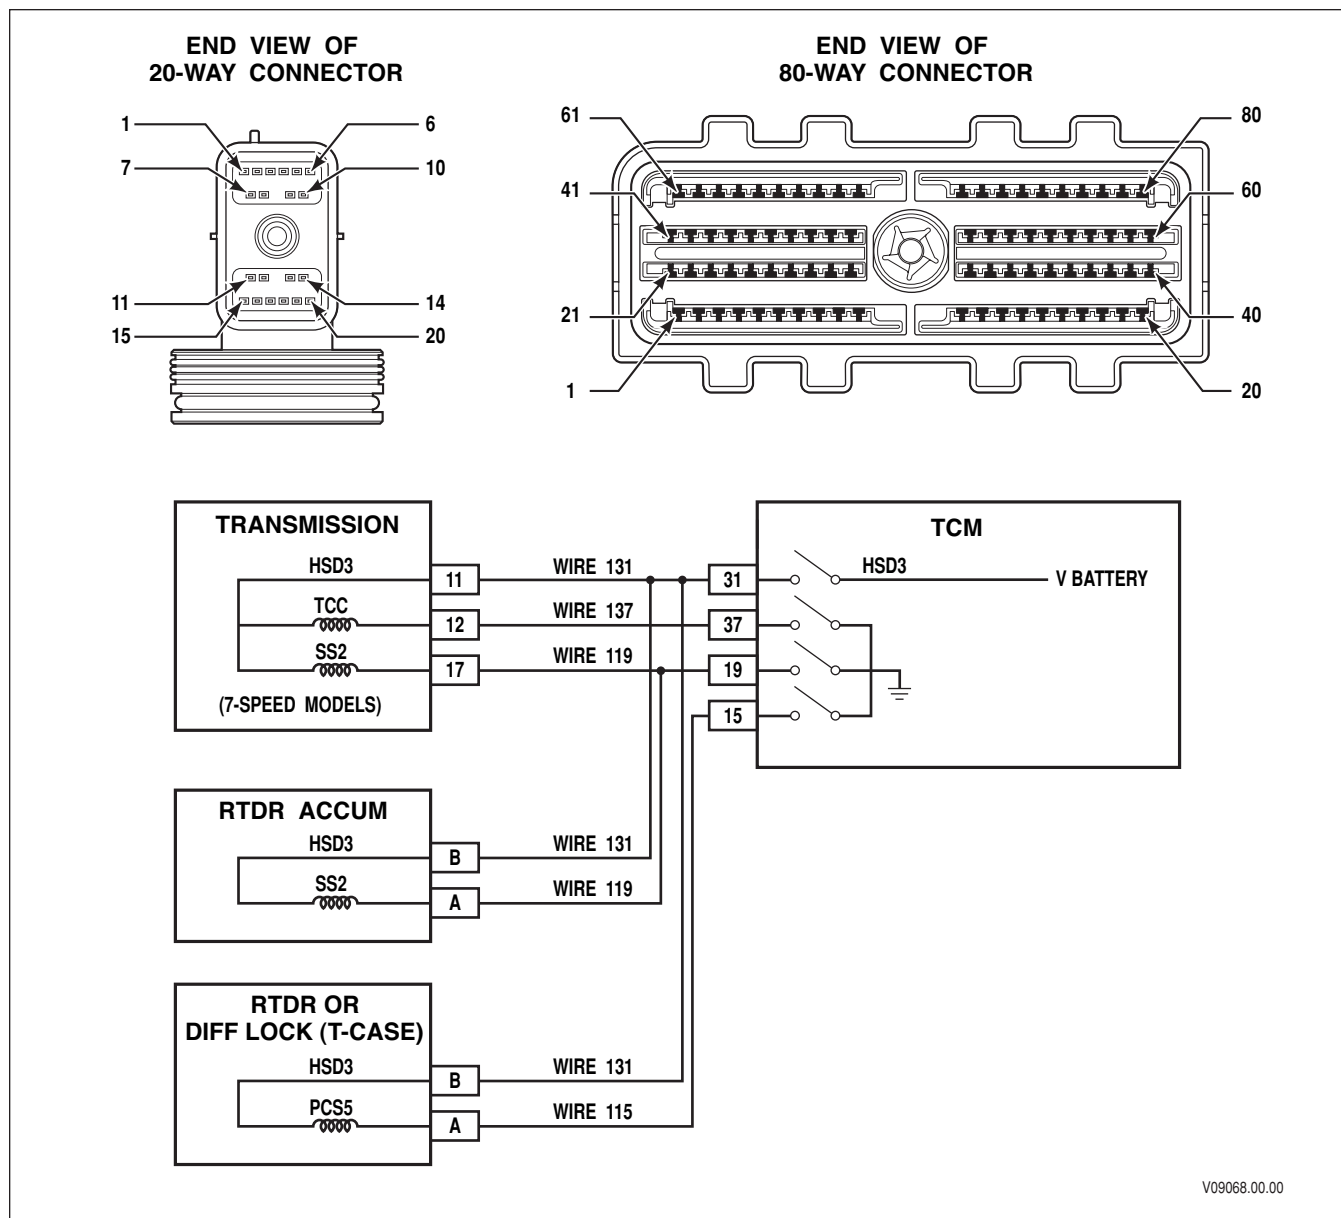 END VIEW OF
20-WAY CONNECTOR
END VIEW OF
80-WAY CONNECTOR
1
6
7
10
11
14
15
20
61
80
41
60
21
40
1
20
TRANSMISSION
HSD3
11
WIRE 131
TCC
12
WIRE 137
SS2
17
WIRE 119
(7-SPEED MODELS)
TCM
31
HSD3
V BATTERY
37
19
15
RTDR ACCUM
HSD3
B
WIRE 131
SS2
A
WIRE 119
RTDR OR
DIFF LOCK (T-CASE)
HSD3
B
WIRE 131
PCS5
A
WIRE 115
V09068.00.00